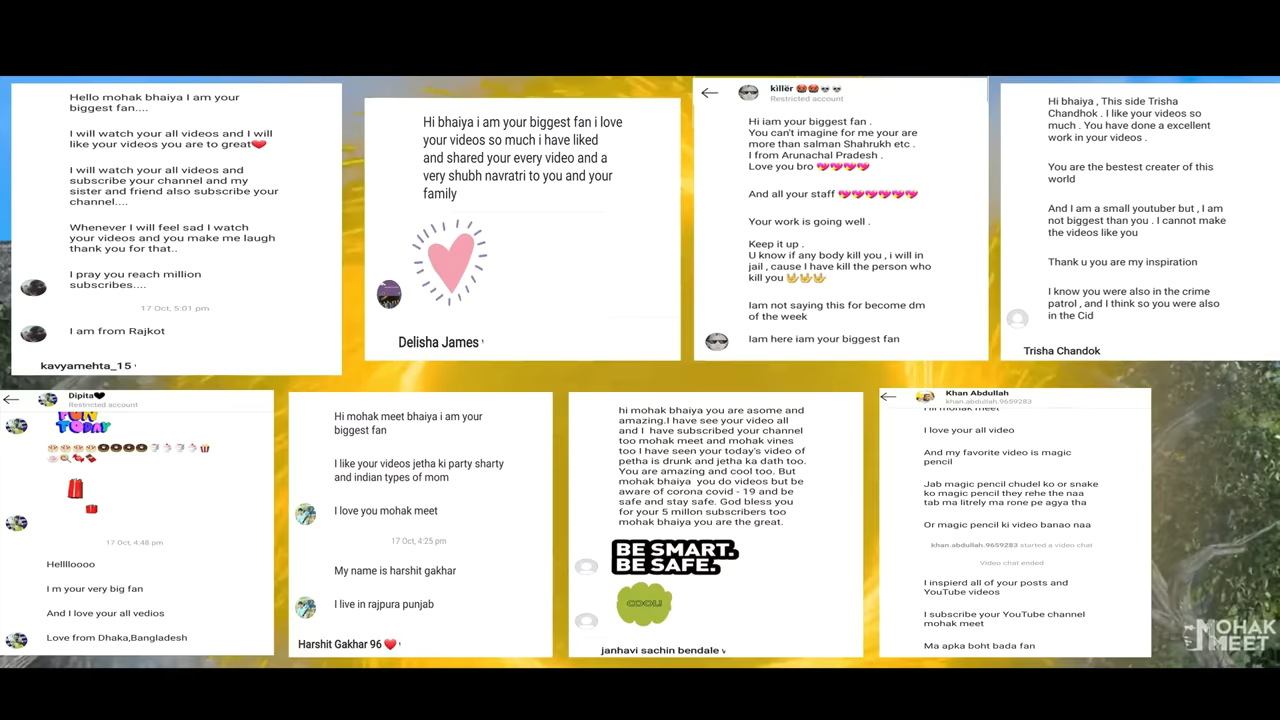 Hello mohak bhaiya I am your
biggest fan....
I will watch your all videos and I will
like your videos you are to great❤
I will watch your all videos and
subscribe your channel and my
sister and friend also subscribe your
channel....
Whenever I will feel sad I watch
your videos and you make me laugh
thank you for that..
I pray you reach million
subscribes....
17 Oct, 5:01 pm
I am from Rajkot
kavyamehta_15
Hi bhaiya i am your biggest fan i love
your videos so much i have liked
and shared your every video and a
very shubh navratri to you and your
family
Delisha James
killër 😡😡💀💀
Restricted account
Hi iam your biggest fan .
You can't imagine for me your are
more than salman Shahrukh etc .
I from Arunachal Pradesh .
Love you bro 💝💝💝💝
And all your staff 💝💝💝💝💝💝
Your work is going well .
Keep it up .
U know if any body kill you , i will in
jail , cause I have kill the person who
kill you 🤟🤟🤟
Iam not saying this for become dm
of the week
Iam here iam your biggest fan
Hi bhaiya , This side Trisha
Chandhok . I like your videos so
much . You have done a excellent
work in your videos .
You are the bestest creater of this
world
And I am a small youtuber but , I am
not biggest than you . I cannot make
the videos like you
Thank u you are my inspiration
I know you were also in the crime
patrol , and I think so you were also
in the Cid
Trisha Chandok
Dipita🖤
Restricted account
FUN
TODAY
17 Oct, 4:48 pm
Hellllloooo
I m your very big fan
And I love your all vedios
Love from Dhaka,Bangladesh
Hi mohak meet bhaiya i am your
biggest fan
I like your videos jetha ki party sharty
and indian types of mom
I love you mohak meet
17 Oct, 4:25 pm
My name is harshit gakhar
I live in rajpura punjab
Harshit Gakhar 96 ❤
hi mohak bhaiya you are asome and
amazing.I have see your video all
and I have subscribed your channel
too mohak meet and mohak vines
too I have seen your today's video of
petha is drunk and jetha ka dath too.
You are amazing and cool too. But
mohak bhaiya you do videos but be
aware of corona covid - 19 and be
safe and stay safe. God bless you
for your 5 millon subscribers too
mohak bhaiya you are the great.
BE SMART.
BE SAFE.
COOL!
janhavi sachin bendale
Khan Abdullah
khan.abdullah.9659283
Hii mohak meet
I love your all video
And my favorite video is magic
pencil
Jab magic pencil chudel ko or snake
ko magic pencil they rehe the naa
tab ma litrely ma rone pe agya tha
Or magic pencil ki video banao naa
khan.abdullah.9659283 started a video chat
Video chat ended
I inspierd all of your posts and
YouTube videos
I subscribe your YouTube channel
mohak meet
Ma apka boht bada fan
MOHAK
MEET